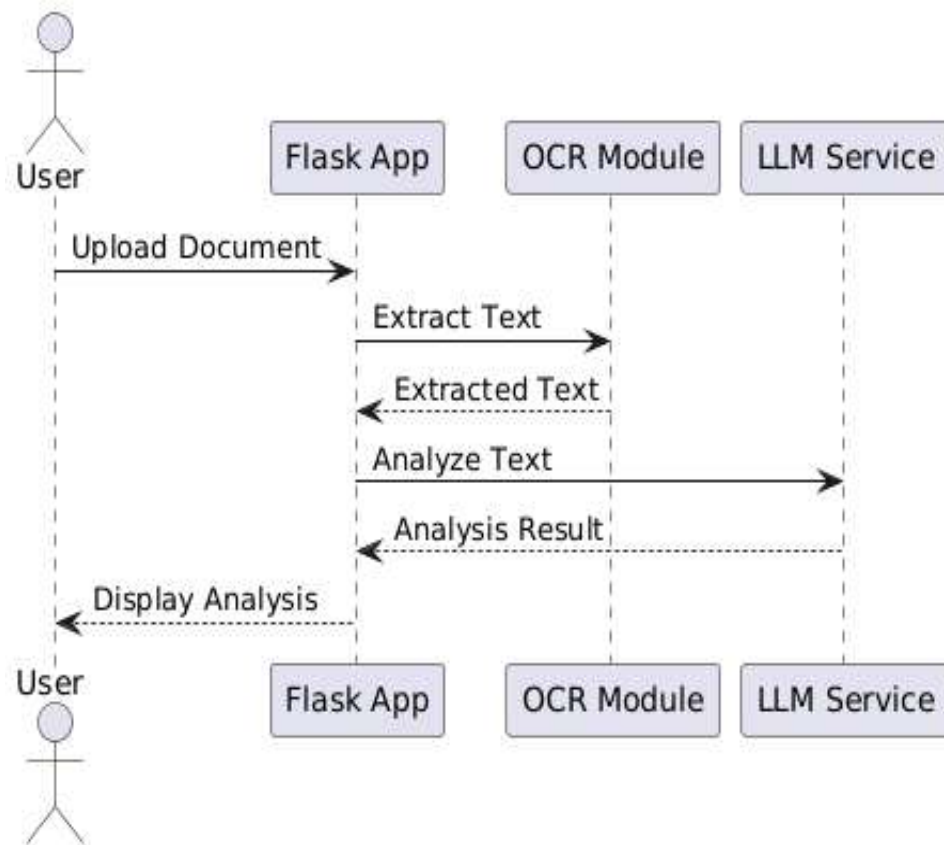 User
Flask App
OCR Module
LLM Service
Upload Document
Extract Text
Extracted Text
Analyze Text
Analysis Result
Display Analysis
User
Flask App
OCR Module
LLM Service